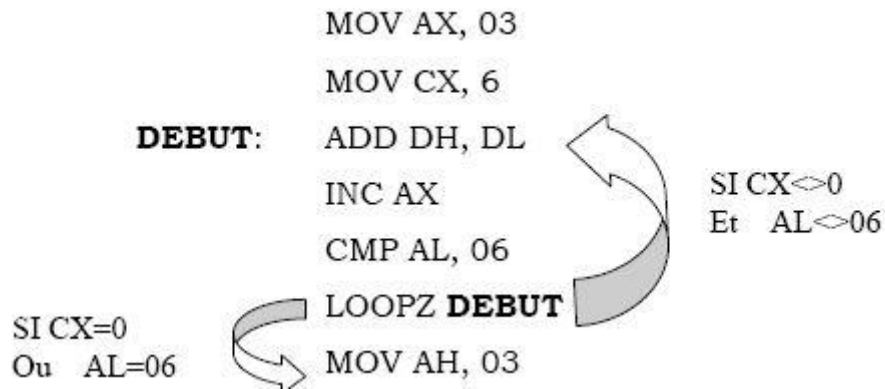 MOV AX, 03
MOV CX, 6
DEBUT: ADD DH, DL
INC AX
CMP AL, 06
LOOPZ DEBUT
MOV AH, 03
SI CX<>0
Et AL<>06
SI CX=0
Ou AL=06